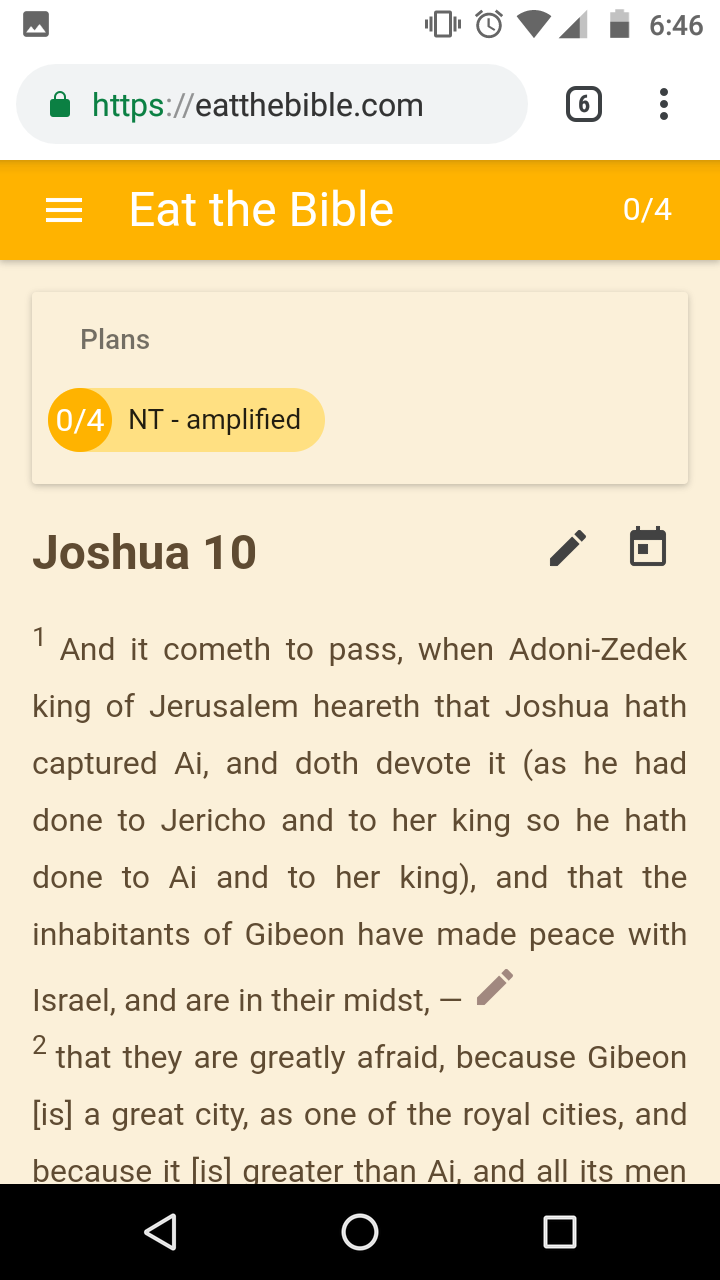 6:46
https://eatthebible.com
6
Eat the Bible
0/4
Plans
0/4 NT - amplified
Joshua 10
1 And it cometh to pass, when Adoni-Zedek
king of Jerusalem heareth that Joshua hath
captured Ai, and doth devote it (as he had
done to Jericho and to her king so he hath
done to Ai and to her king), and that the
inhabitants of Gibeon have made peace with
Israel, and are in their midst, —
2 that they are greatly afraid, because Gibeon
[is] a great city, as one of the royal cities, and
because it [is] greater than Ai, and all its men